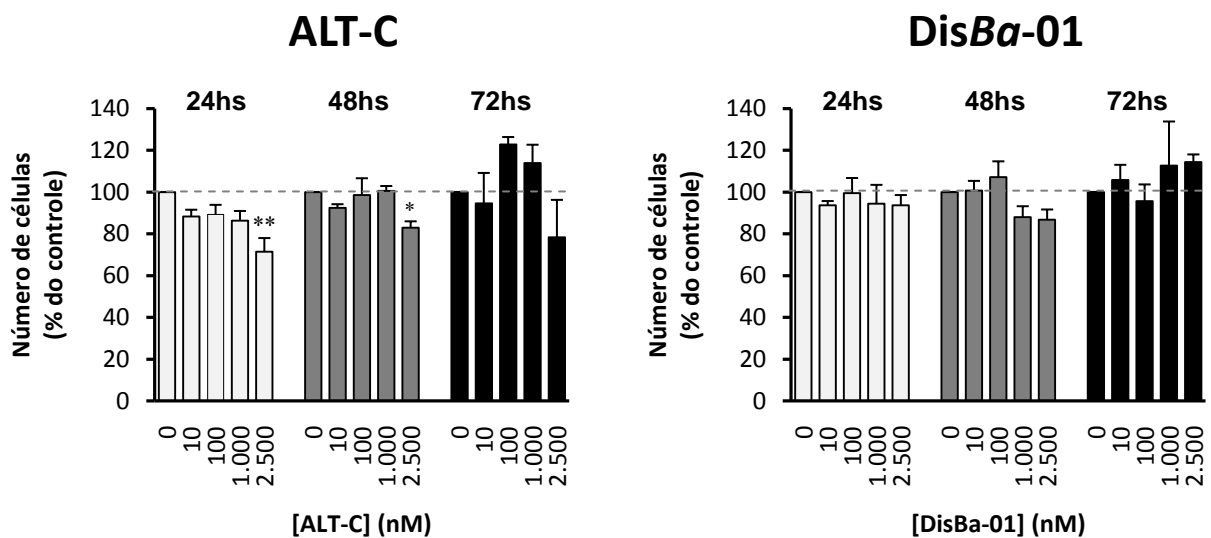 ALT-C
24hs 48hs 72hs
140
120
100
80
60
40
20
0
Número de células
(% do controle)
**
*
0 10 100 1.000 2.500 0 10 100 1.000 2.500 0 10 100 1.000 2.500
[ALT-C] (nM)
DisBa-01
24hs 48hs 72hs
140
120
100
80
60
40
20
0
Número de células
(% do controle)
0 10 100 1.000 2.500 0 10 100 1.000 2.500 0 10 100 1.000 2.500
[DisBa-01] (nM)